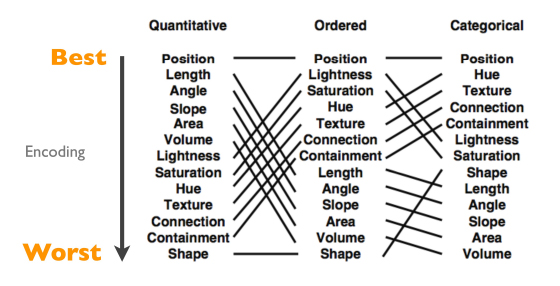 Quantitative Ordered Categorical
Best
Position Position Position
Length Lightness Hue
Angle Saturation Texture
Slope Hue Connection
Area Texture Containment
Volume Connection Lightness
Encoding
Lightness Containment Saturation
Saturation Length Shape
Hue Angle Length
Texture Slope Angle
Connection Area Slope
Containment Volume Area
Worst
Shape Shape Volume